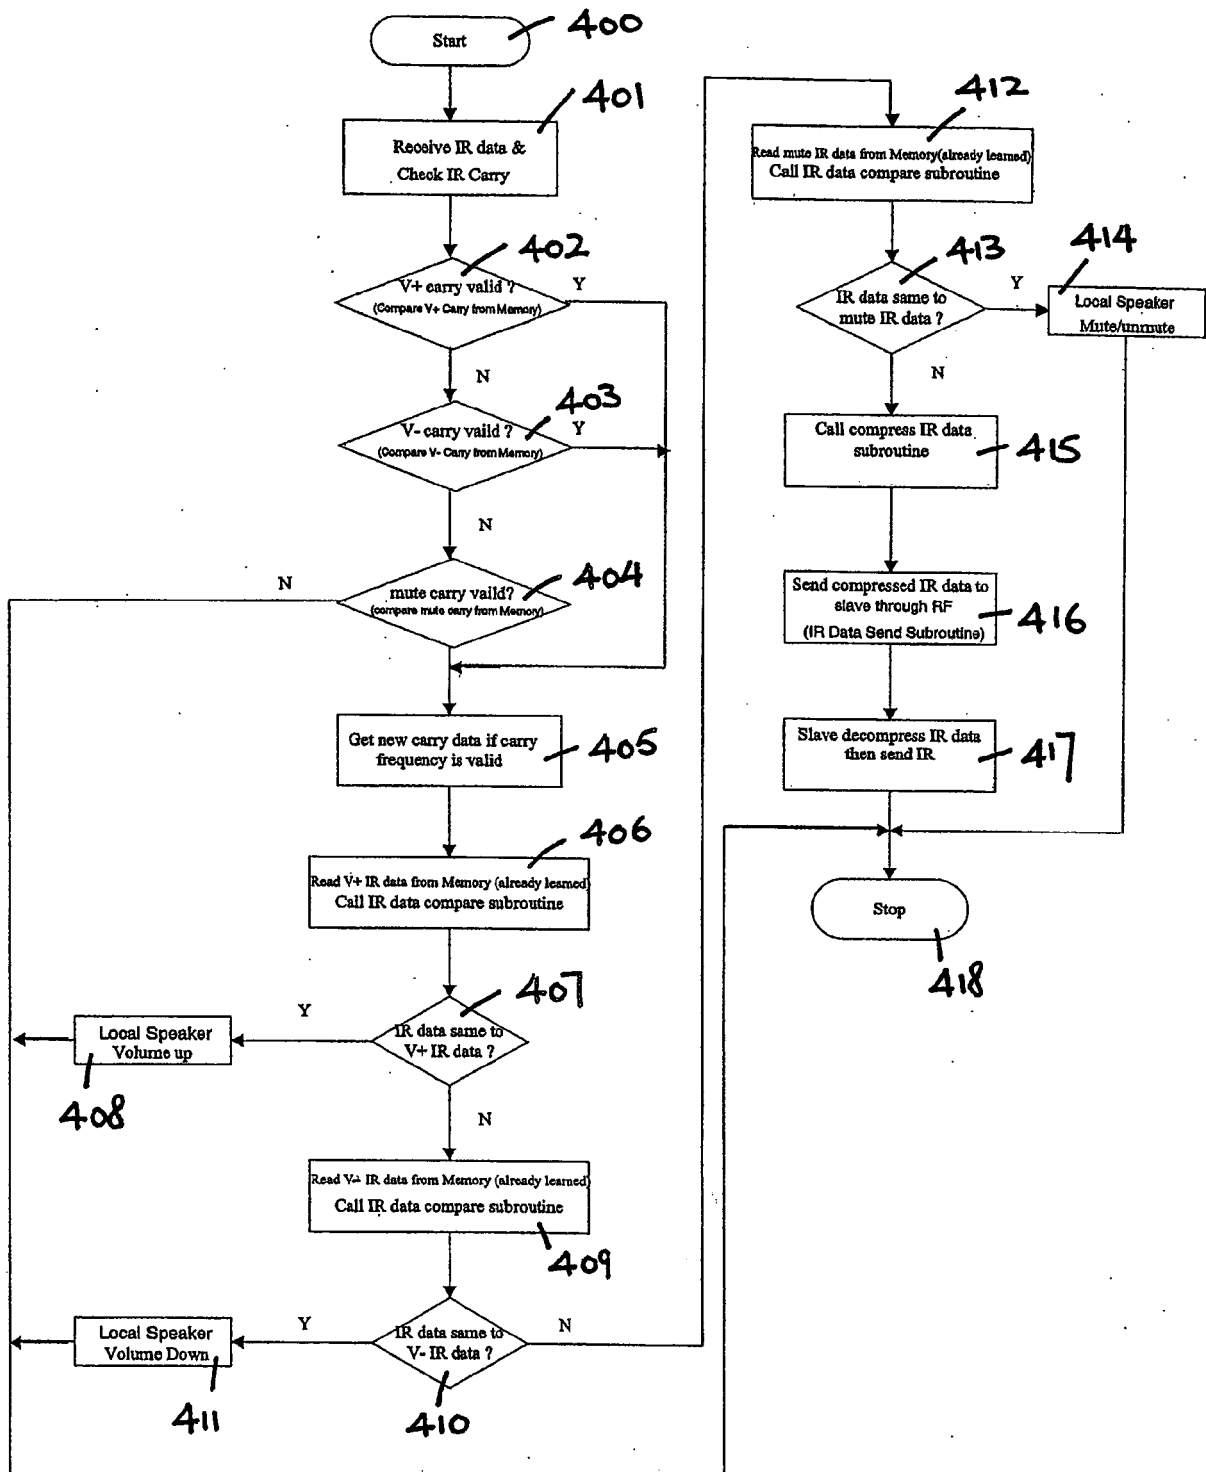 400
Start
401
Receive IR data &
Check IR Carry
402
V+ carry valid ?
(Compare V+ Carry from Memory)
Y
N
403
V- carry vaild ?
(Compare V- Carry from Memory)
Y
N
404
mute carry vaild?
(compare mute carry from Memory)
N
Get new carry data if carry
frequency is valid
405
406
Read V+ IR data from Memory (already learned)
Call IR data compare subroutine
407
IR data same to
V+ IR data ?
Y
Local Speaker
Volume up
408
N
Read V- IR data from Memory (already learned)
Call IR data compare subroutine
409
IR data same to
V- IR data ?
410
Y
N
Local Speaker
Volume Down
411
412
Read mute IR data from Memory(already learned)
Call IR data compare subroutine
413
IR data same to
mute IR data ?
Y
414
Local Speaker
Mute/unmute
N
Call compress IR data
subroutine
415
Send compressed IR data to
slave through RF
(IR Data Send Subroutine)
416
Slave decompress IR data
then send IR
417
Stop
418